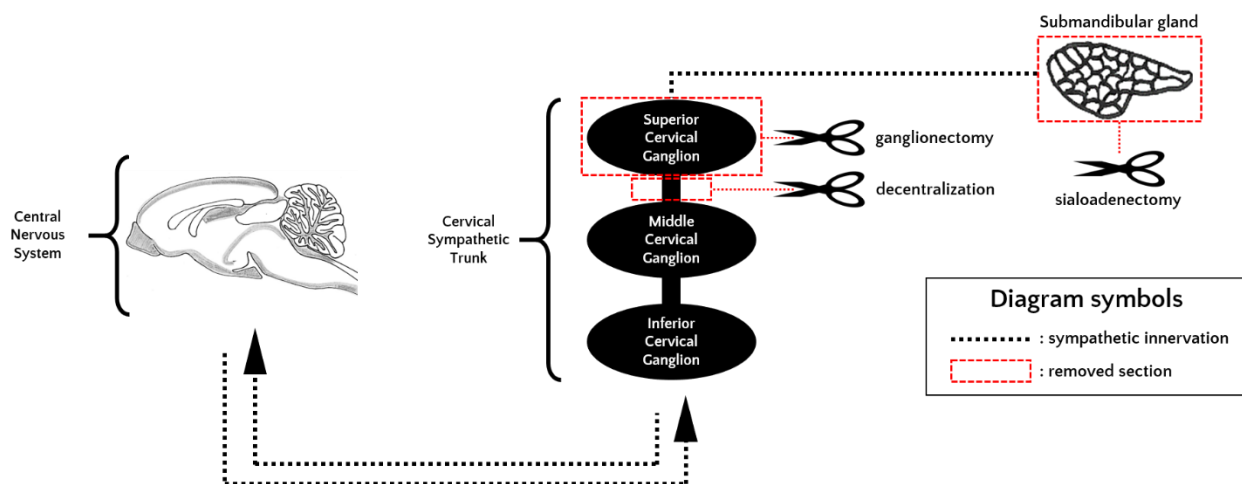 Submandibular gland
Superior
Cervical
Ganglion
ganglionectomy
decentralization
sialoadenectomy
Central
Nervous
System
Cervical
Sympathetic
Trunk
Middle
Cervical
Ganglion
Inferior
Cervical
Ganglion
Diagram symbols
: sympathetic innervation
: removed section